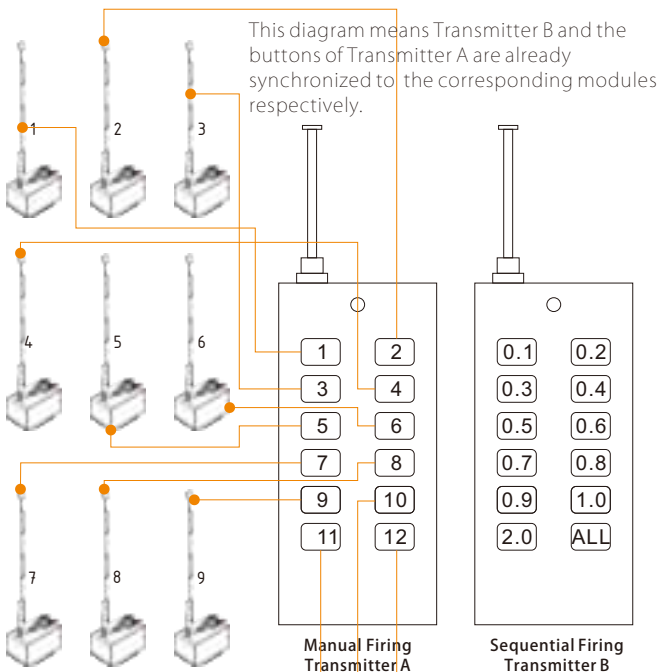 This diagram means Transmitter B and the
buttons of Transmitter A are already
synchronized to the corresponding modules
respectively.
1
2
3
4
5
6
7
8
9
1 2
3 4
5 6
7 8
9 10
11 12
Manual Firing
Transmitter A
0.1 0.2
0.3 0.4
0.5 0.6
0.7 0.8
0.9 1.0
2.0 ALL
Sequential Firing
Transmitter B